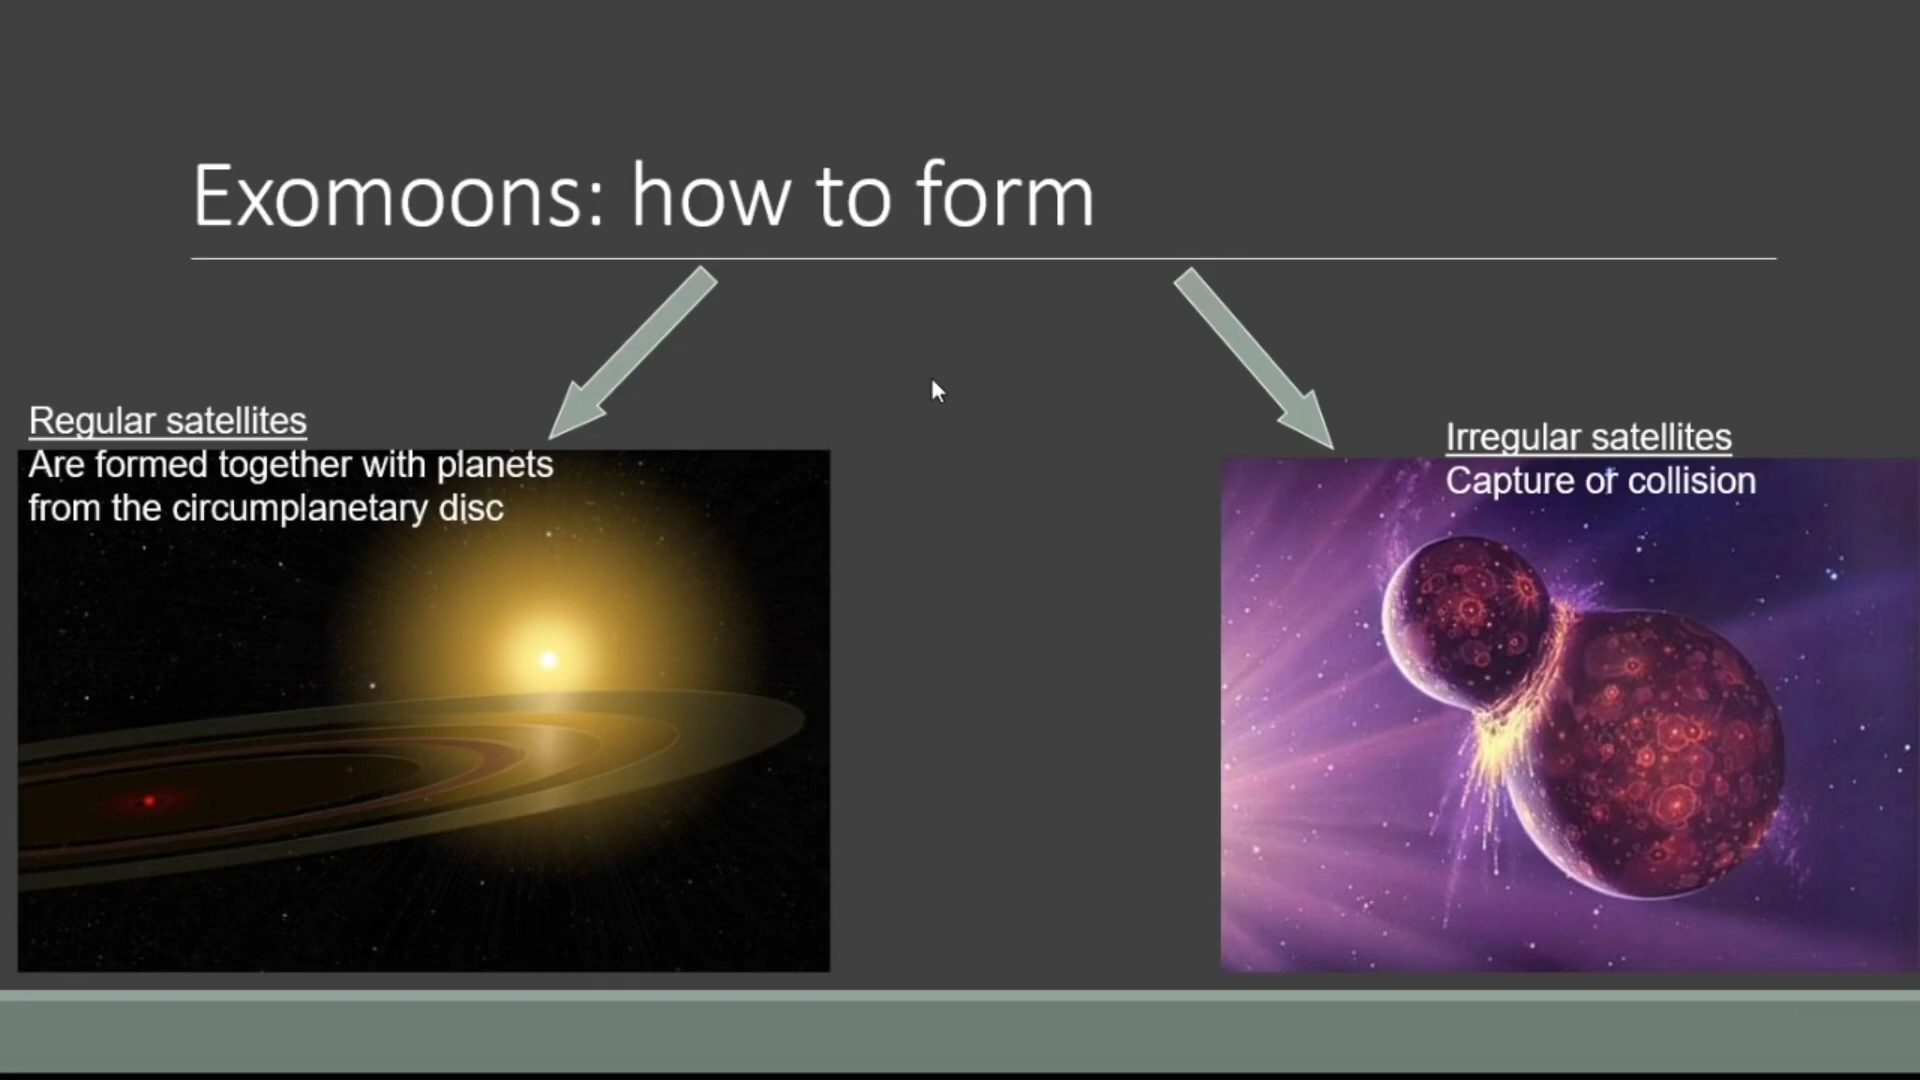 Exomoons: how to form
Regular satellites
Are formed together with planets
from the circumplanetary disc
Irregular satellites
Capture or collision